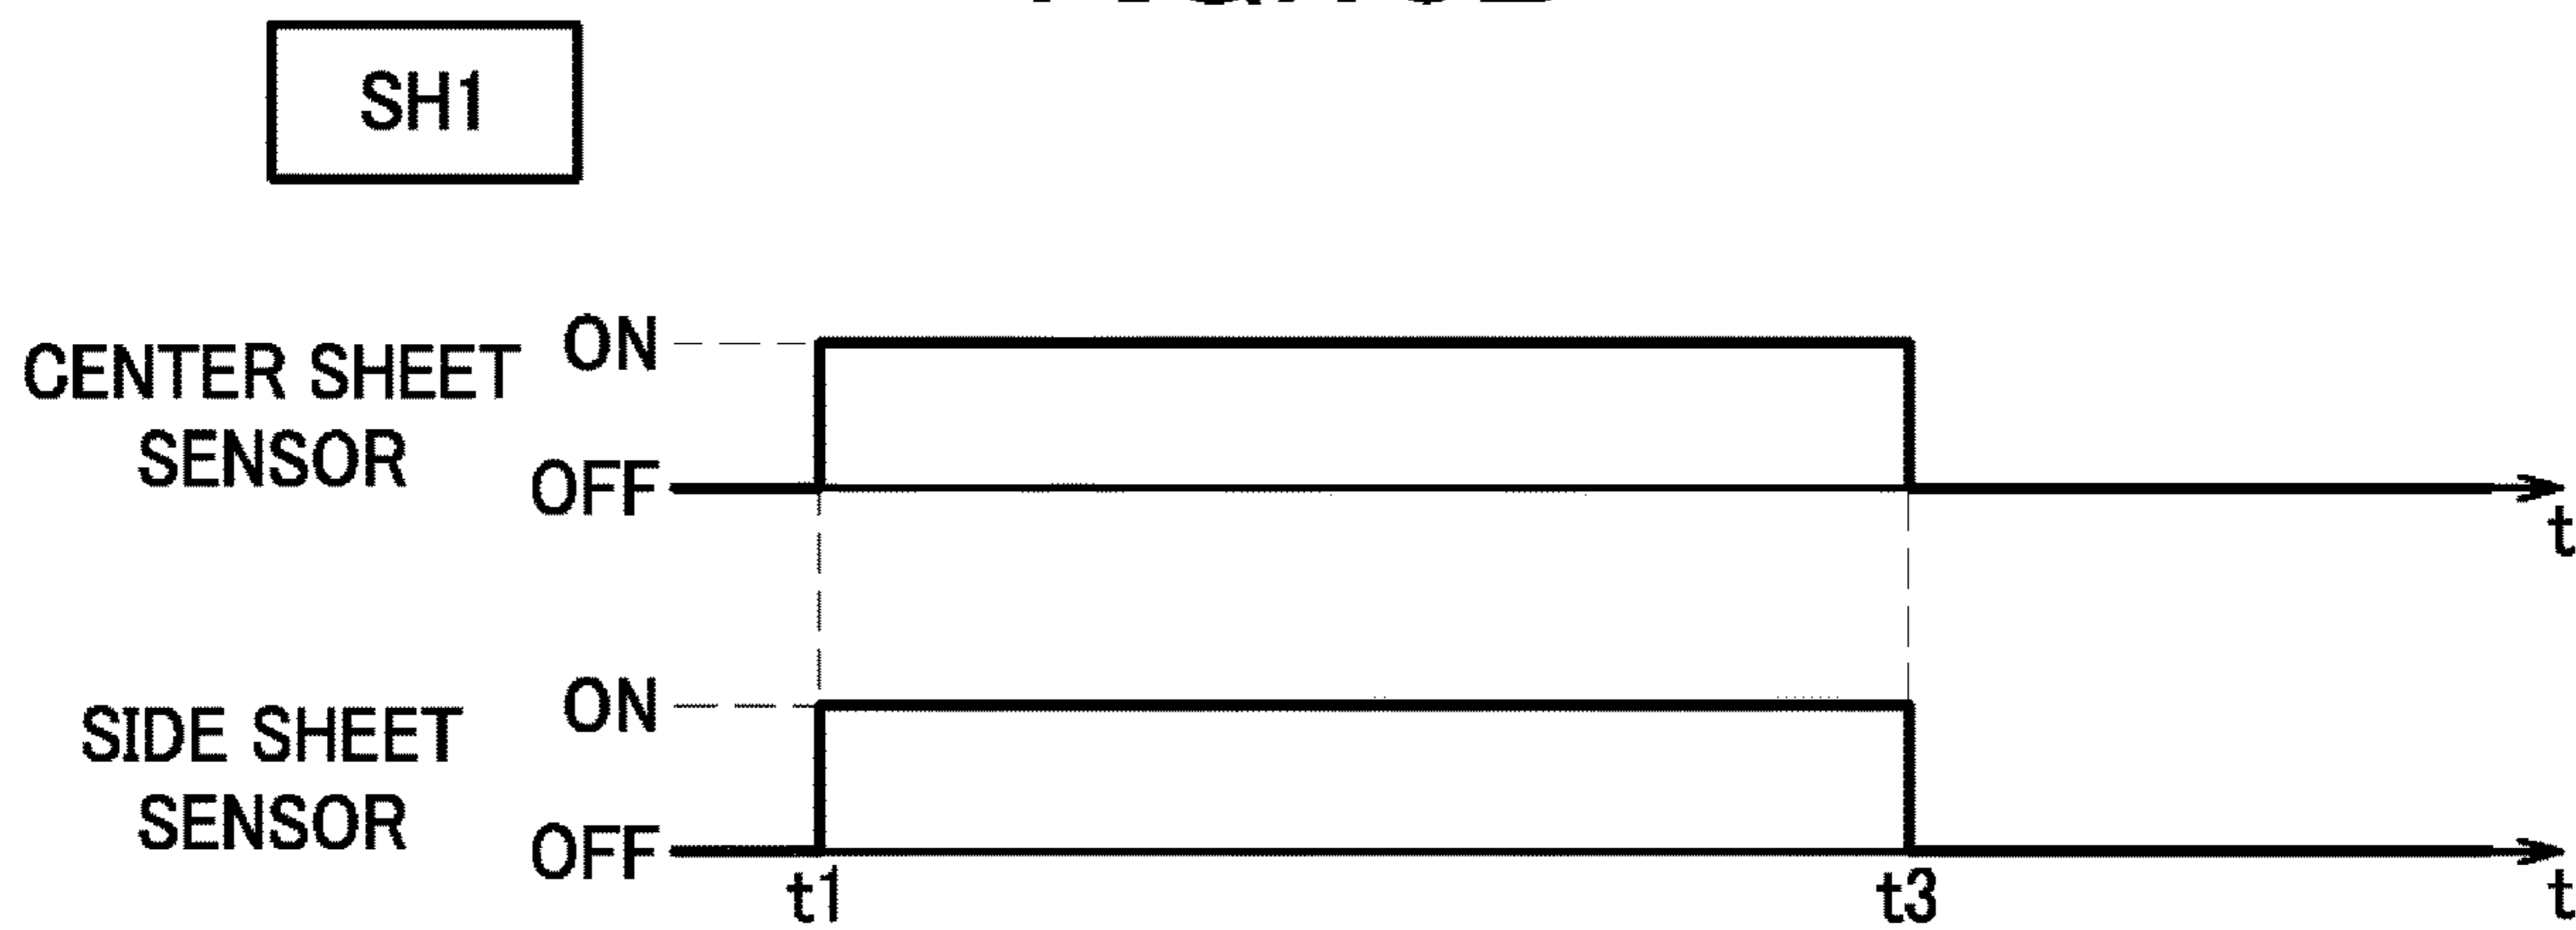 SH1
CENTER SHEET
SENSOR
ON
OFF
t
SIDE SHEET
SENSOR
ON
OFF
t1
t3
t